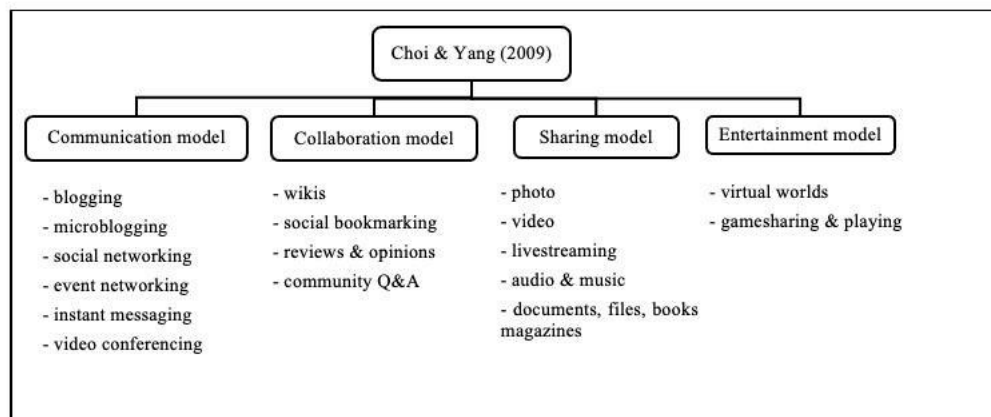 Choi & Yang (2009)
Communication model
Collaboration model
Sharing model
Entertainment model
- blogging
- microblogging
- social networking
- event networking
- instant messaging
- video conferencing
- wikis
- social bookmarking
- reviews & opinions
- community Q&A
- photo
- video
- livestreaming
- audio & music
- documents, files, books
magazines
- virtual worlds
- gamesharing & playing